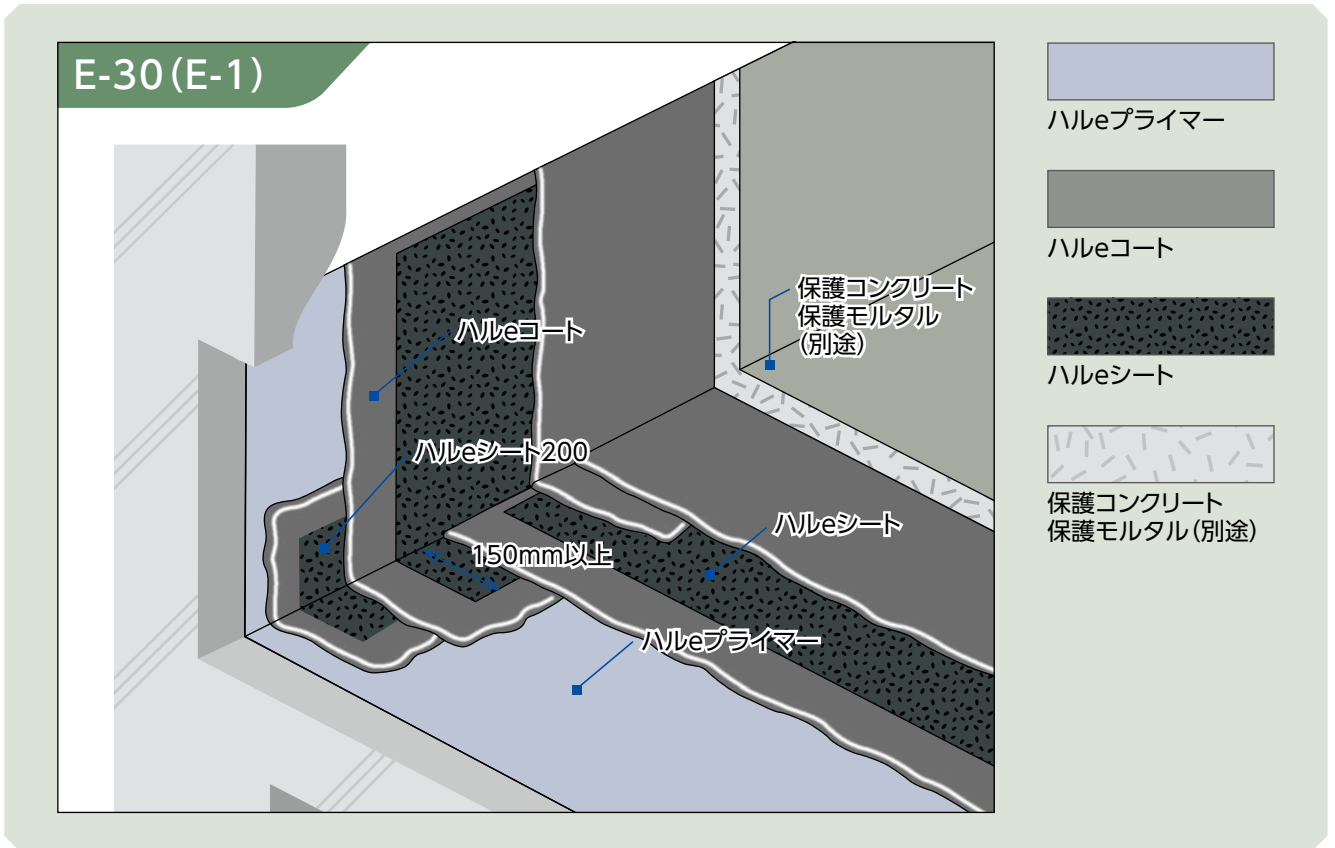 E-30(E-1)
ハルeコート
ハルeシート200
150mm以上
保護コンクリート
保護モルタル
(別途)
ハルeシート
ハルeプライマー
ハルeプライマー
ハルeコート
ハルeシート
保護コンクリート
保護モルタル(別途)